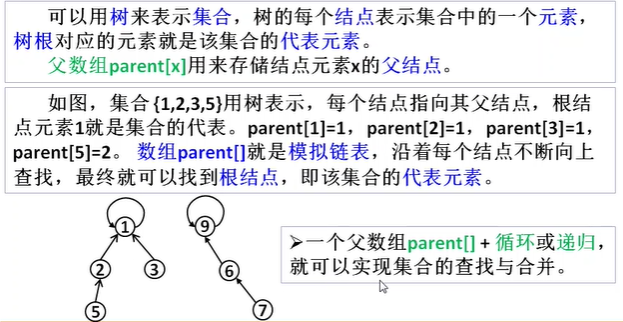 可以用树来表示集合，树的每个结点表示集合中的一个元素，
树根对应的元素就是该集合的代表元素。
父数组parent[x]用来存储结点元素x的父结点。
如图，集合 {1,2,3,5}用树表示，每个结点指向其父结点，根结
点元素1就是集合的代表。parent[1]=1，parent[2]=1，parent[3]=1，
parent[5]=2。 数组parent[]就是模拟链表，沿着每个结点不断向上
查找，最终就可以找到根结点，即该集合的代表元素。
1
9
2
3
6
5
7
➢一个父数组parent[] + 循环或递归，
就可以实现集合的查找与合并。